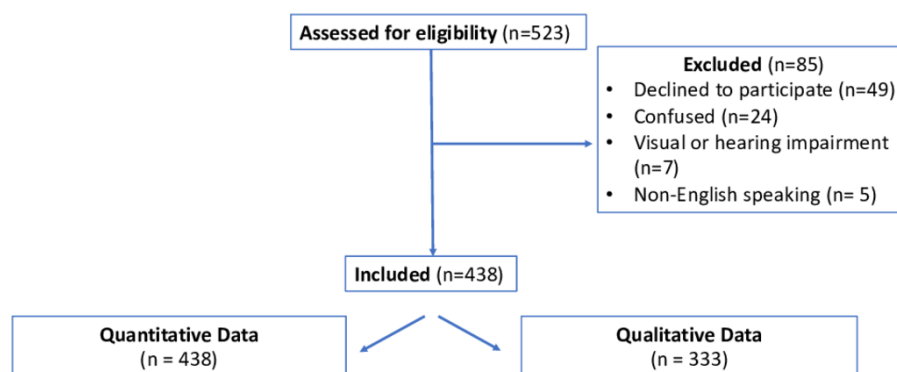 Assessed for eligibility (n=523)
Excluded (n=85)
• Declined to participate (n=49)
• Confused (n=24)
• Visual or hearing impairment
(n=7)
• Non-English speaking (n= 5)
Included (n=438)
Quantitative Data
(n = 438)
Qualitative Data
(n = 333)